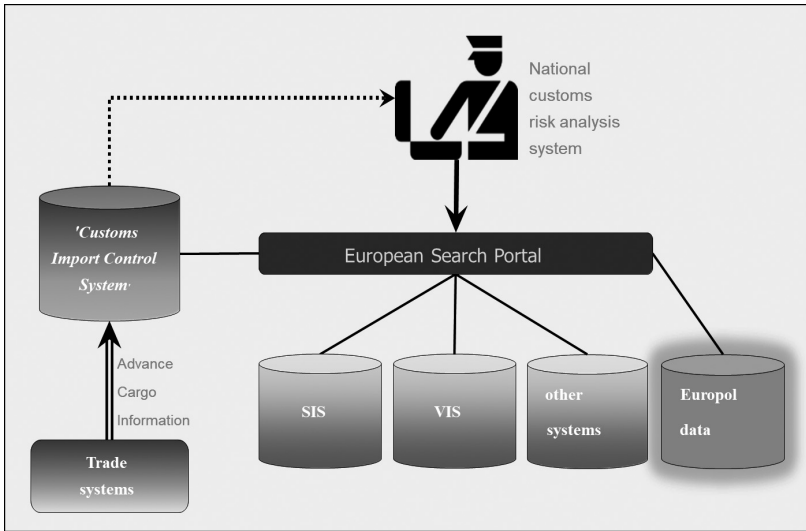 National
customs
risk analysis
system
'Customs
Import Control
System·
European Search Portal
Advance
Cargo
Information
SIS
VIS
other
systems
Europol
data
Trade
systems